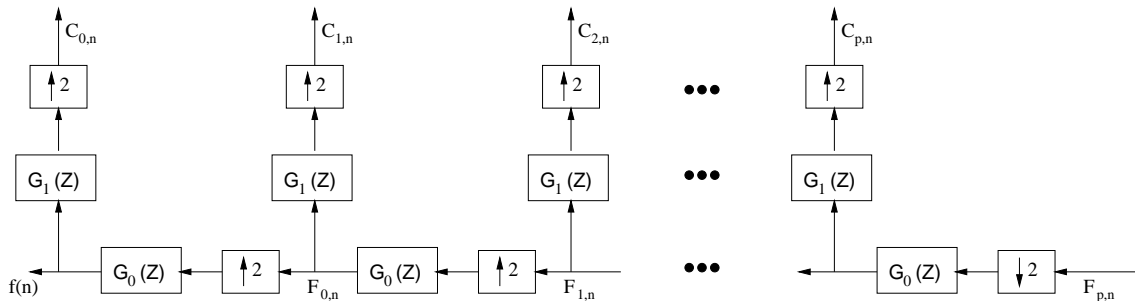 C0,n C1,n C2,n Cp,n
2 2 2 2
G1(Z) G1(Z) G1(Z) G1(Z)
f(n) G0(Z) 2 F0,n G0(Z) 2 F1,n G0(Z) 2 Fp,n